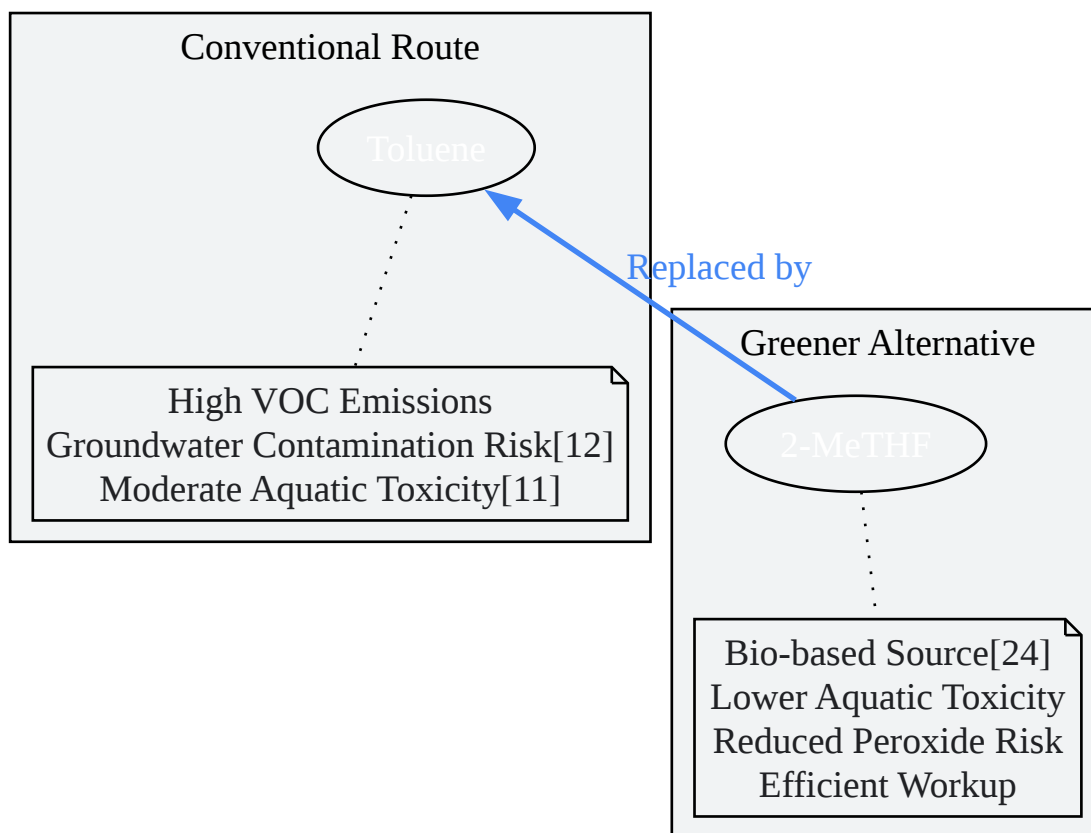 Conventional Route
Toluene
High VOC Emissions
Groundwater Contamination Risk[12]
Moderate Aquatic Toxicity[11]
Replaced by
Greener Alternative
2-MeTHF
Bio-based Source[24]
Lower Aquatic Toxicity
Reduced Peroxide Risk
Efficient Workup